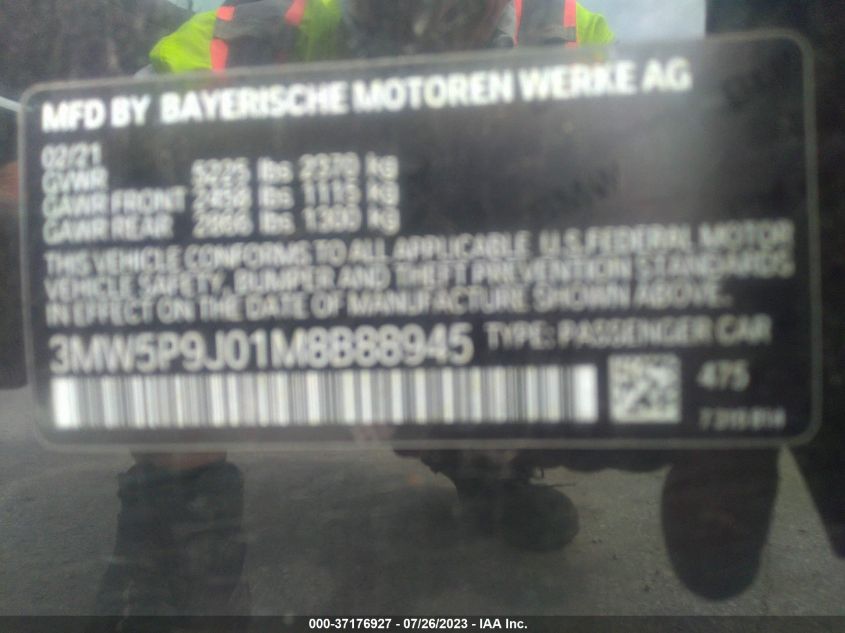 MFD BY BAYERISCHE MOTOREN WERKE AG
02/21
GVWR 5225 lbs 2370 kg
GAWR FRONT 2458 lbs 1115 kg
GAWR REAR 2866 lbs 1300 kg
THIS VEHICLE CONFORMS TO ALL APPLICABLE U.S.FEDERAL MOTOR
VEHICLE SAFETY, BUMPER AND THEFT PREVENTION STANDARDS
IN EFFECT ON THE DATE OF MANUFACTURE SHOWN ABOVE.
3MW5P9J01M8B88945 TYPE: PASSENGER CAR
475
000-37176927 - 07/26/2023 - IAA Inc.